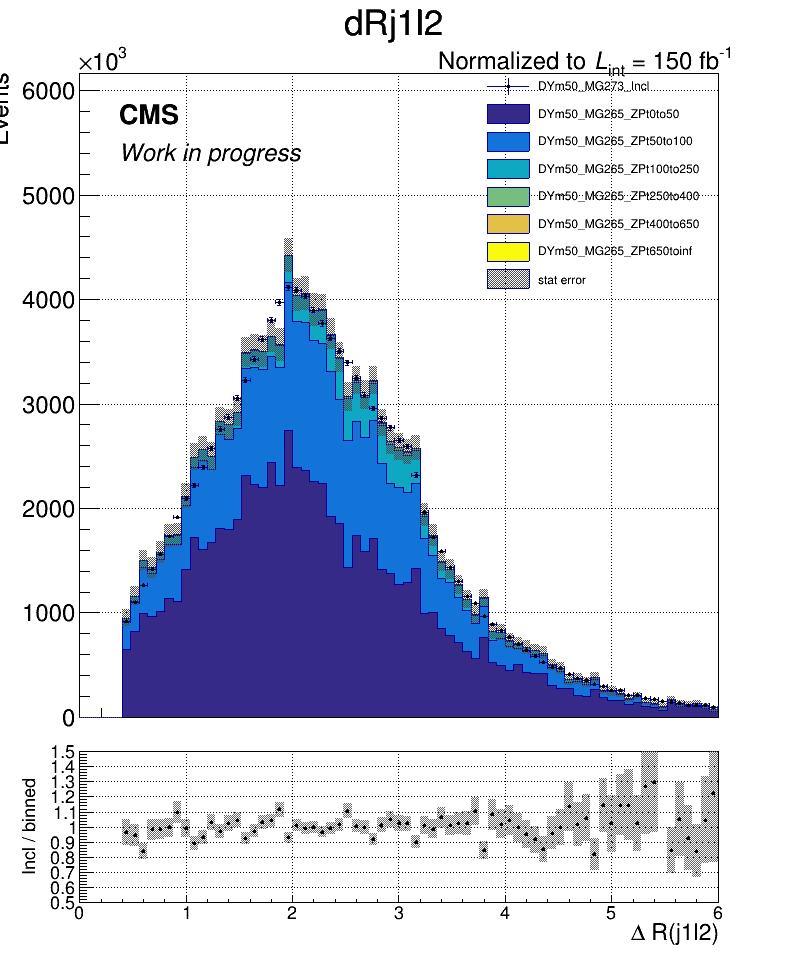 dRj1l2
×10³
Normalized to L_int = 150 fb⁻¹
Events
6000
5000
4000
3000
2000
1000
0
CMS
Work in progress
DYm50_MG273_Incl
DYm50_MG265_ZPt0to50
DYm50_MG265_ZPt50to100
DYm50_MG265_ZPt100to250
DYm50_MG265_ZPt250to400
DYm50_MG265_ZPt400to650
DYm50_MG265_ZPt650toinf
stat error
Incl / binned
1.5
1.4
1.3
1.2
1.1
1
0.9
0.8
0.7
0.6
0.5
0 1 2 3 4 5 6
Δ R(j1l2)